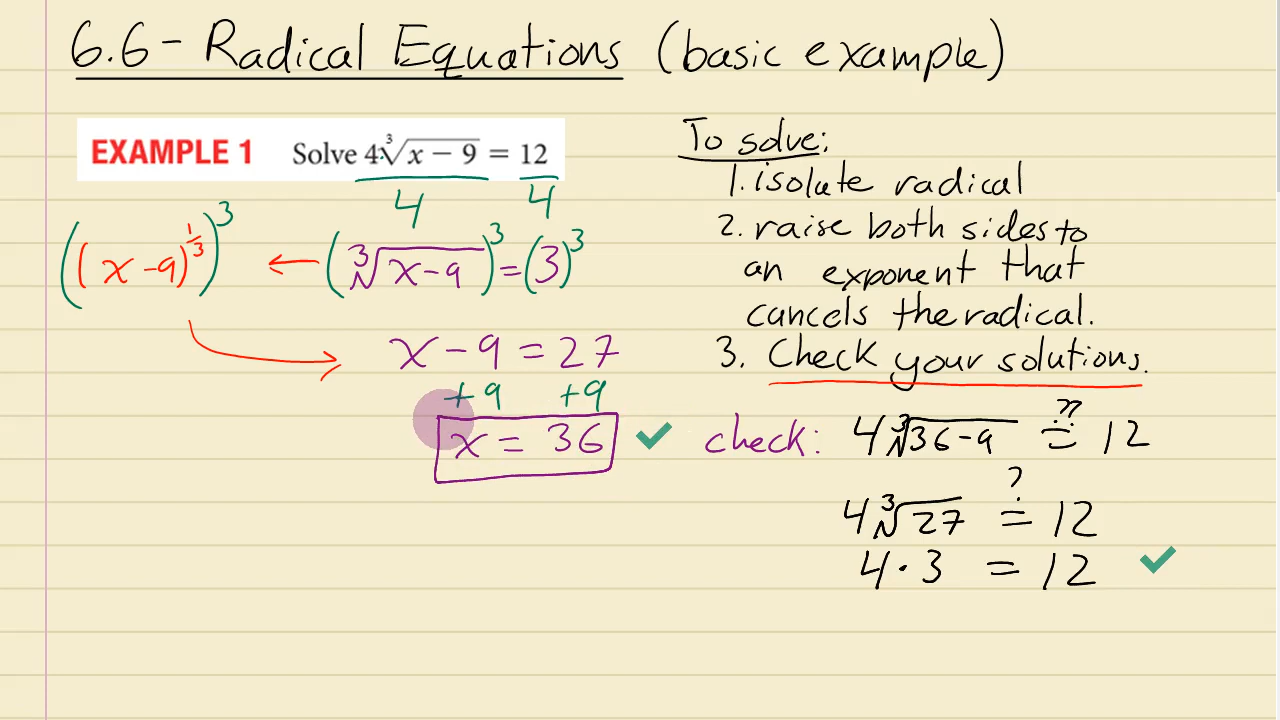 6.6 - Radical Equations (basic example)
EXAMPLE 1 Solve 4∛(x − 9) = 12
4 4
((x-9)^(1/3))^3 ← (∛(x-9))^3 = (3)^3
x - 9 = 27
+9 +9
x = 36 ✓
To solve:
1. isolate radical
2. raise both sides to
an exponent that
cancels the radical.
3. Check your solutions.
check: 4∛(36-9) ≟ 12
4∛27 ≟ 12
4 · 3 = 12 ✓